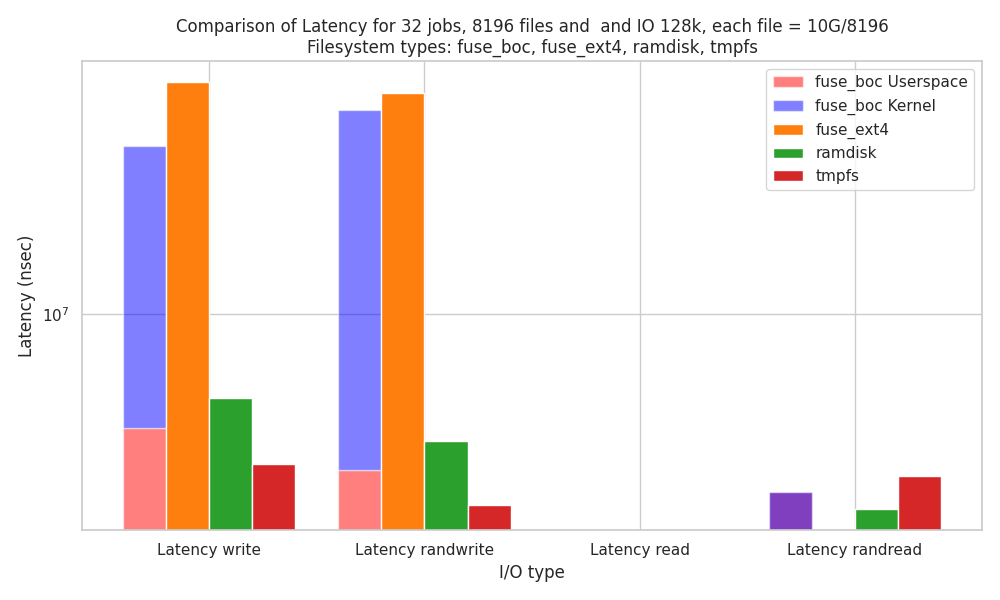 Comparison of Latency for 32 jobs, 8196 files and  and IO 128k, each file = 10G/8196
Filesystem types: fuse_boc, fuse_ext4, ramdisk, tmpfs
fuse_boc Userspace
fuse_boc Kernel
fuse_ext4
ramdisk
tmpfs
Latency (nsec)
10⁷
Latency write
Latency randwrite
Latency read
Latency randread
I/O type